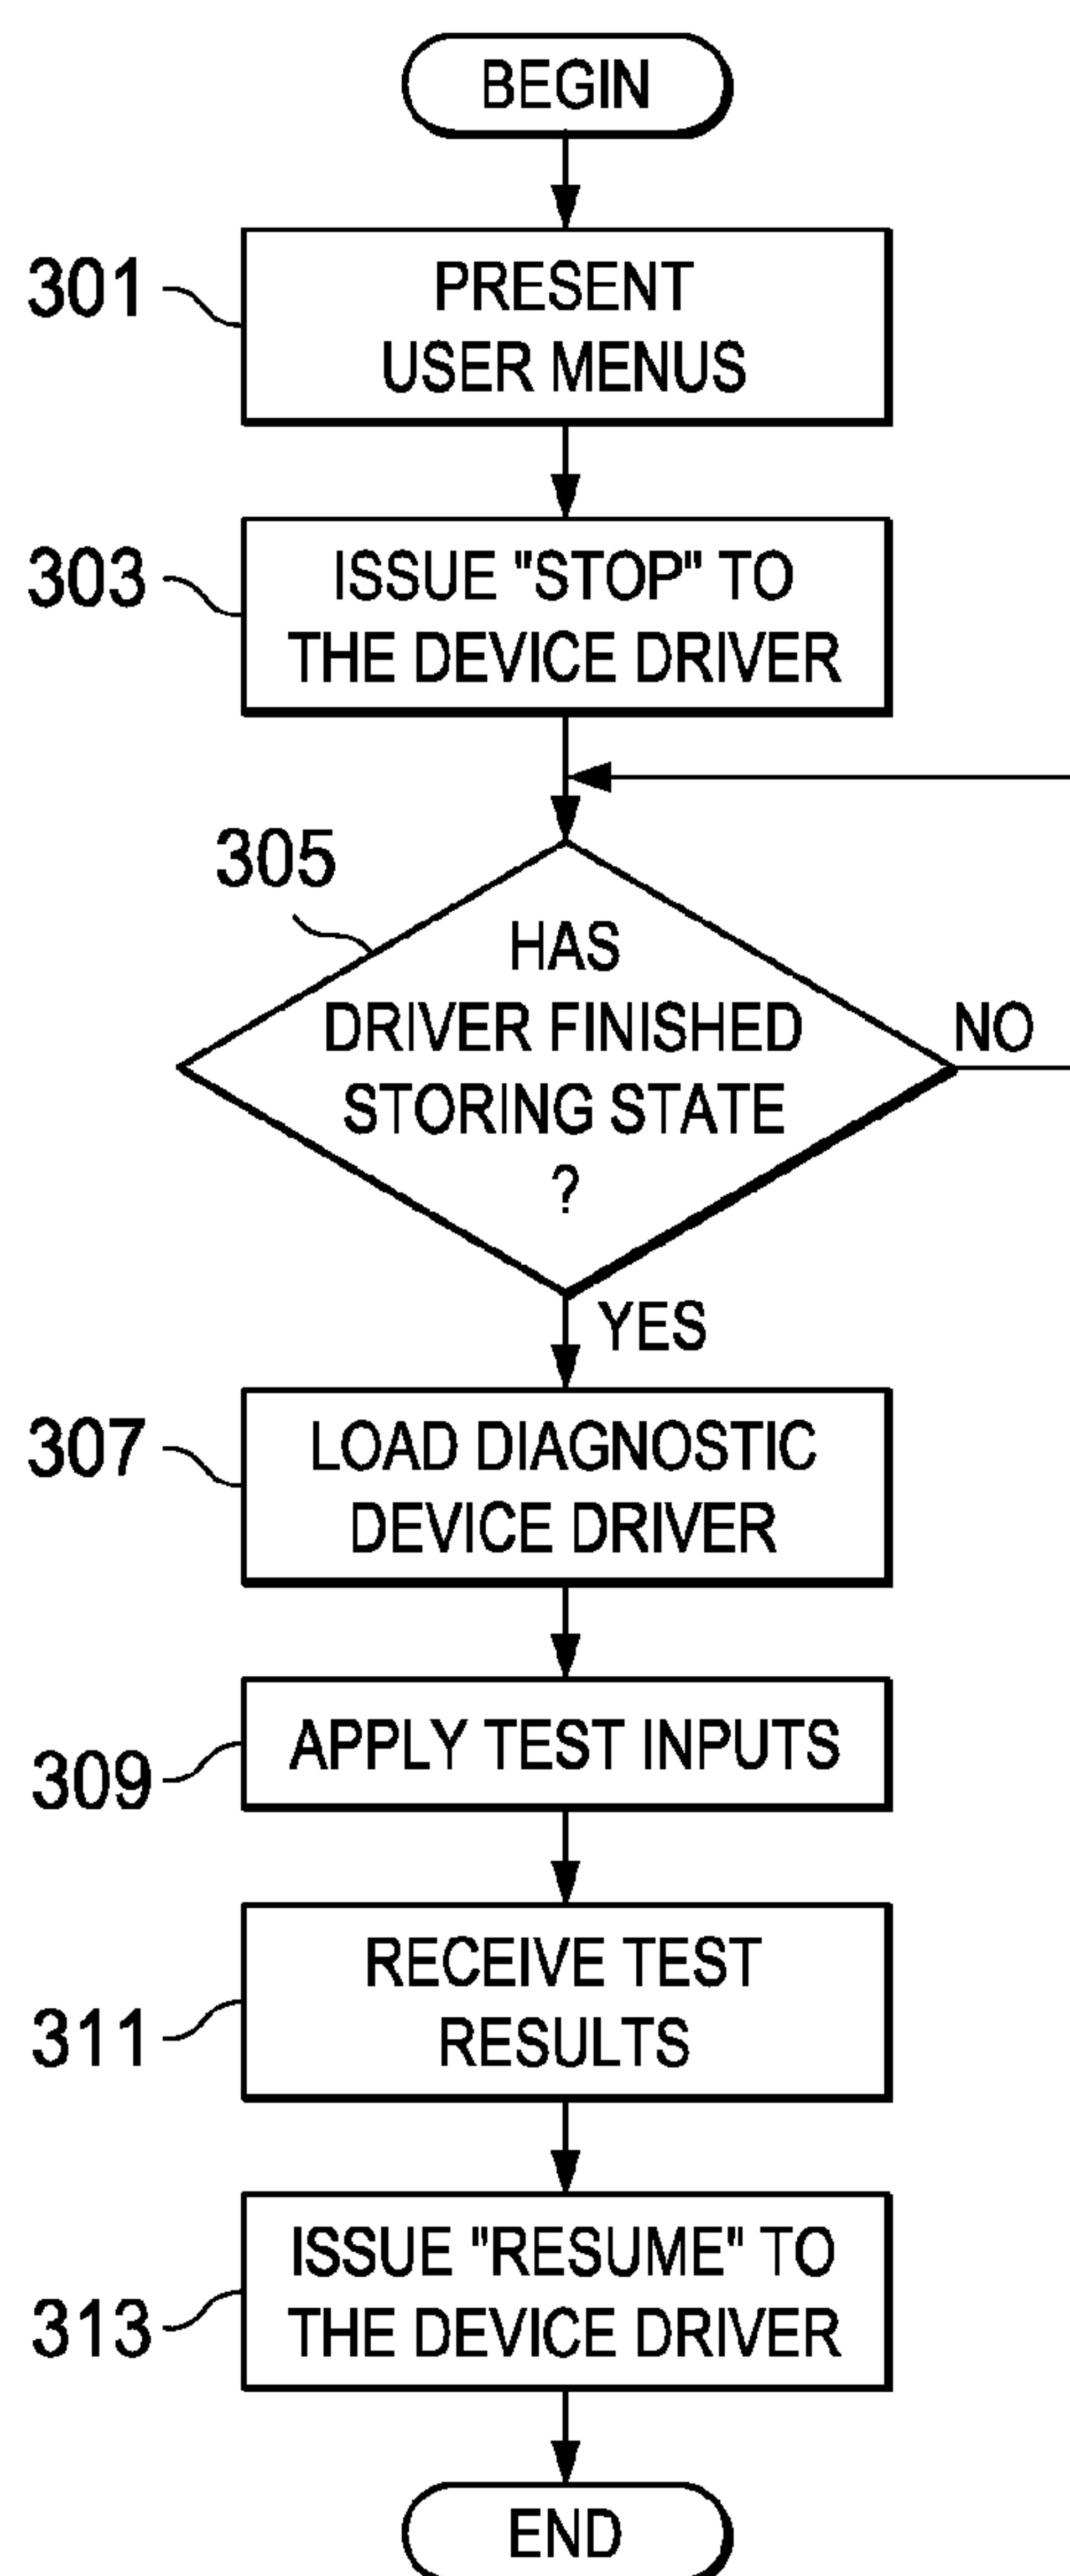 BEGIN
301
PRESENT
USER MENUS
303
ISSUE "STOP" TO
THE DEVICE DRIVER
305
HAS
DRIVER FINISHED
STORING STATE
?
NO
YES
307
LOAD DIAGNOSTIC
DEVICE DRIVER
309
APPLY TEST INPUTS
311
RECEIVE TEST
RESULTS
313
ISSUE "RESUME" TO
THE DEVICE DRIVER
END